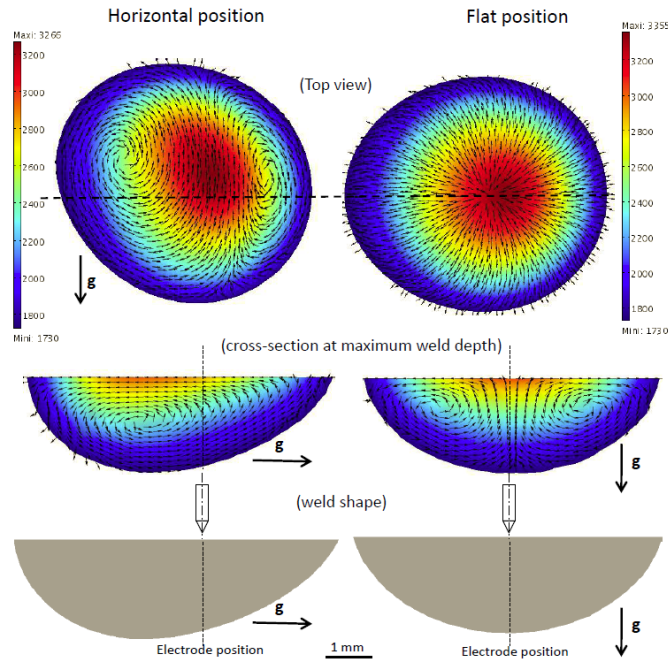 Horizontal position
Flat position
Maxi: 3266
Maxi: 3355
3200
3000
2800
2600
2400
2200
2000
1800
Mini: 1730
(Top view)
g
3200
3000
2800
2600
2400
2200
2000
1800
Mini: 1730
(cross-section at maximum weld depth)
g
g
(weld shape)
g
g
Electrode position
1 mm
Electrode position